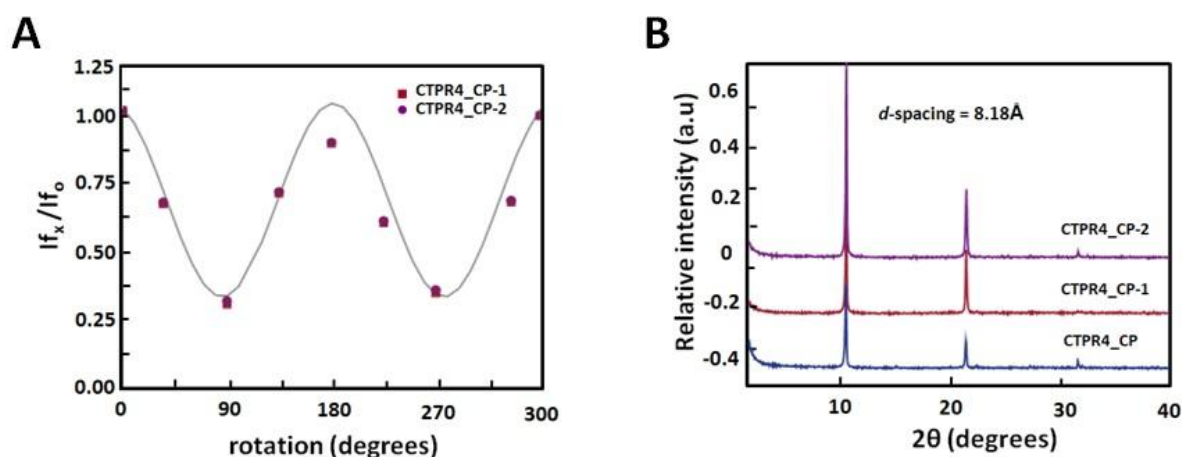 A
If_x/If_o
1.25
1.00
0.75
0.50
0.25
0.00
CTPR4_CP-1
CTPR4_CP-2
0 90 180 270 300
rotation (degrees)
B
Relative intensity (a.u)
0.6
0.4
0.2
0
-0.2
-0.4
d-spacing = 8.18Å
CTPR4_CP-2
CTPR4_CP-1
CTPR4_CP
10 20 30 40
2θ (degrees)